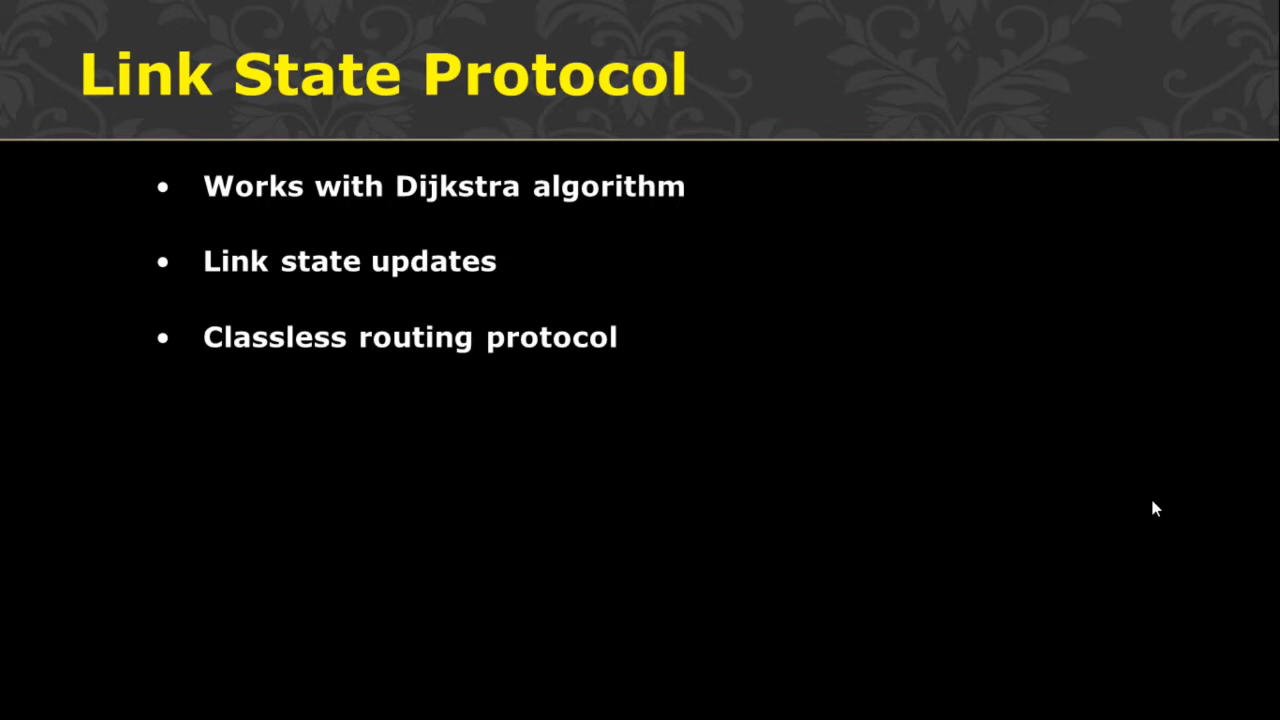 Link State Protocol
• Works with Dijkstra algorithm
• Link state updates
• Classless routing protocol